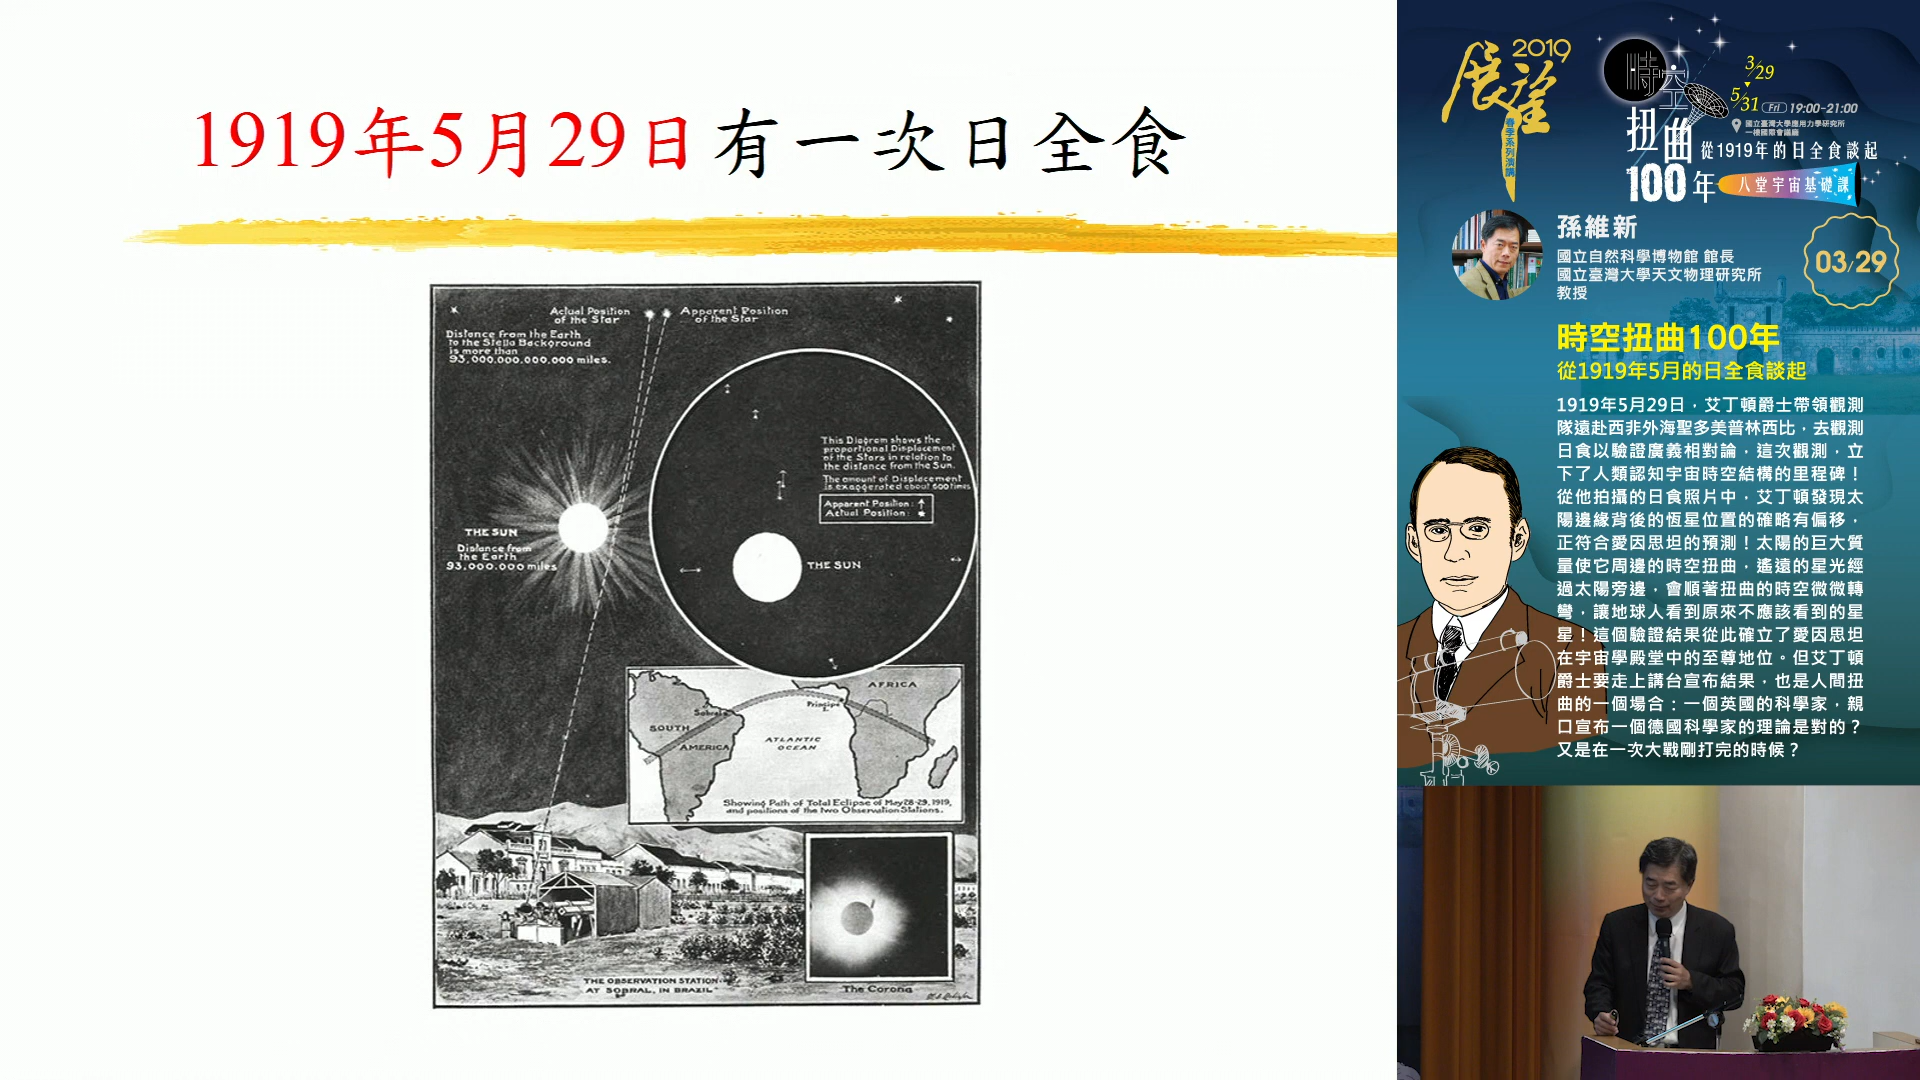 1919年5月29日有一次日全食
Actual Position
of the Star
Apparent Position
of the Star
Distance from the Earth
to the Stella Background
is more than
93,000,000,000,000 miles.
This Diagram shows the
proportional Displacement
of the Stars in relation to
the distance from the Sun.
The amount of Displacement
is exaggerated about 600 times
Apparent Position:
Actual Position:
THE SUN
Distance from
the Earth
93,000,000 miles
THE SUN
AFRICA
Principe I.
Sobral
SOUTH
AMERICA
ATLANTIC
OCEAN
Showing Path of Total Eclipse of May 28-29, 1919,
and positions of the two Observation Stations.
THE OBSERVATION STATION
AT SOBRAL, IN BRAZIL
The Corona
2019
展望
春季系列演講
時空
扭曲
100年
3/29
5/31 Fri 19:00-21:00
國立臺灣大學應用力學研究所
一樓國際會議廳
從1919年的日全食談起
八堂宇宙基礎課
孫維新
國立自然科學博物館 館長
國立臺灣大學天文物理研究所
教授
03/29
時空扭曲100年
從1919年5月的日全食談起
1919年5月29日，艾丁頓爵士帶領觀測
隊遠赴西非外海聖多美普林西比，去觀測
日食以驗證廣義相對論，這次觀測，立
下了人類認知宇宙時空結構的里程碑！
從他拍攝的日食照片中，艾丁頓發現太
陽邊緣背後的恆星位置的確略有偏移，
正符合愛因思坦的預測！太陽的巨大質
量使它周邊的時空扭曲，遙遠的星光經
過太陽旁邊，會順著扭曲的時空微微轉
彎，讓地球人看到原來不應該看到的星
星！這個驗證結果從此確立了愛因思坦
在宇宙學殿堂中的至尊地位。但艾丁頓
爵士要走上講台宣布結果，也是人間扭
曲的一個場合：一個英國的科學家，親
口宣布一個德國科學家的理論是對的？
又是在一次大戰剛打完的時候？